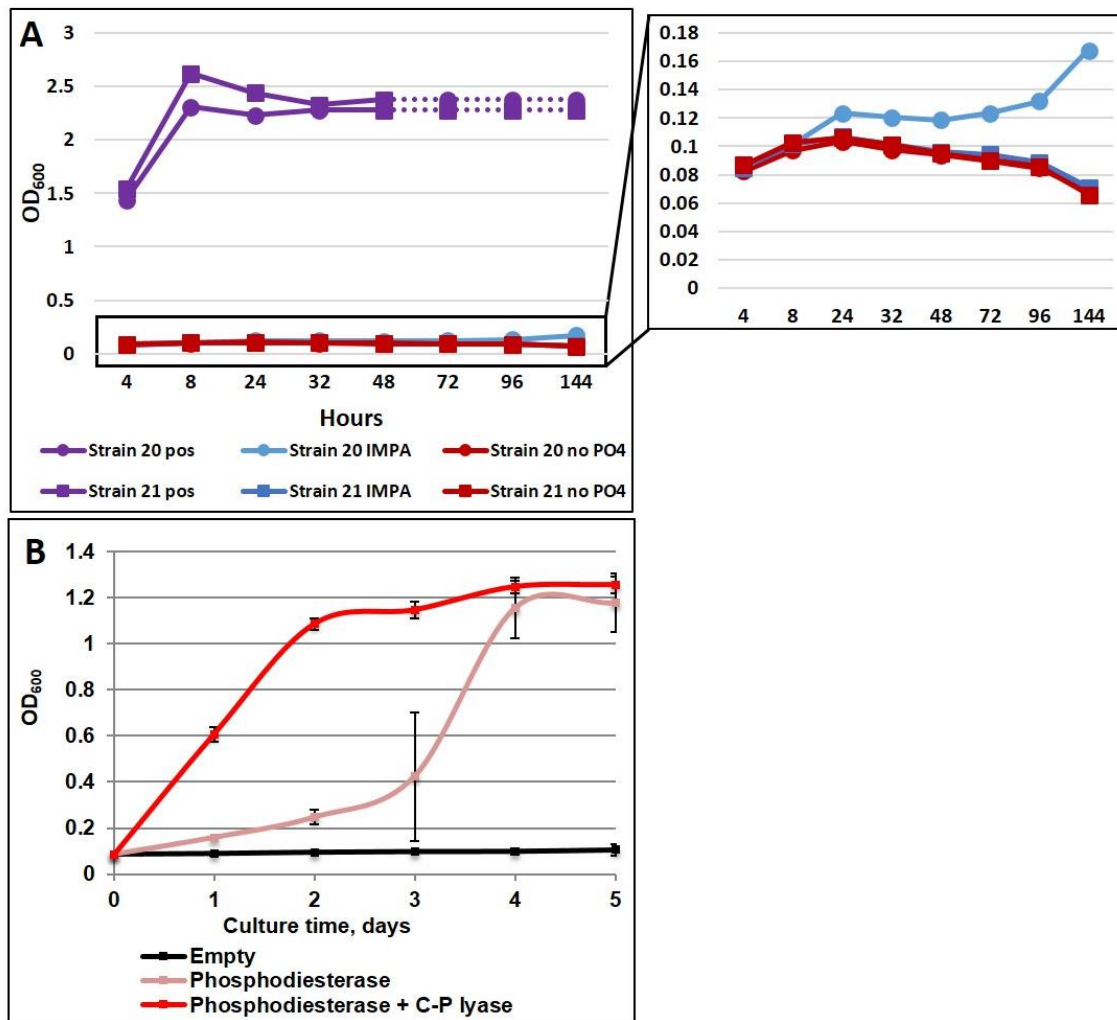 A
3
2.5
2
1.5
1
0.5
0
OD600
4 8 24 32 48 72 96 144
Hours
Strain 20 pos Strain 20 IMPA Strain 20 no PO4
Strain 21 pos Strain 21 IMPA Strain 21 no PO4
0.18
0.16
0.14
0.12
0.1
0.08
0.06
0.04
0.02
0
4 8 24 32 48 72 96 144
B
1.4
1.2
1
0.8
0.6
0.4
0.2
0
OD600
0 1 2 3 4 5
Culture time, days
Empty
Phosphodiesterase
Phosphodiesterase + C-P lyase